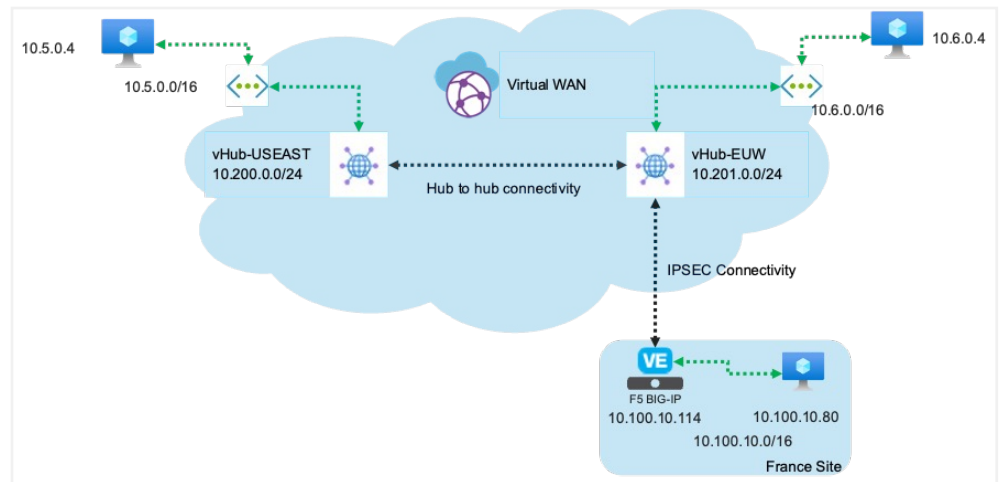 10.5.0.4
10.5.0.0/16
Virtual WAN
10.6.0.4
10.6.0.0/16
vHub-USEAST
10.200.0.0/24
vHub-EUW
10.201.0.0/24
Hub to hub connectivity
IPSEC Connectivity
VE
F5 BIG-IP
10.100.10.114
10.100.10.80
10.100.10.0/16
France Site